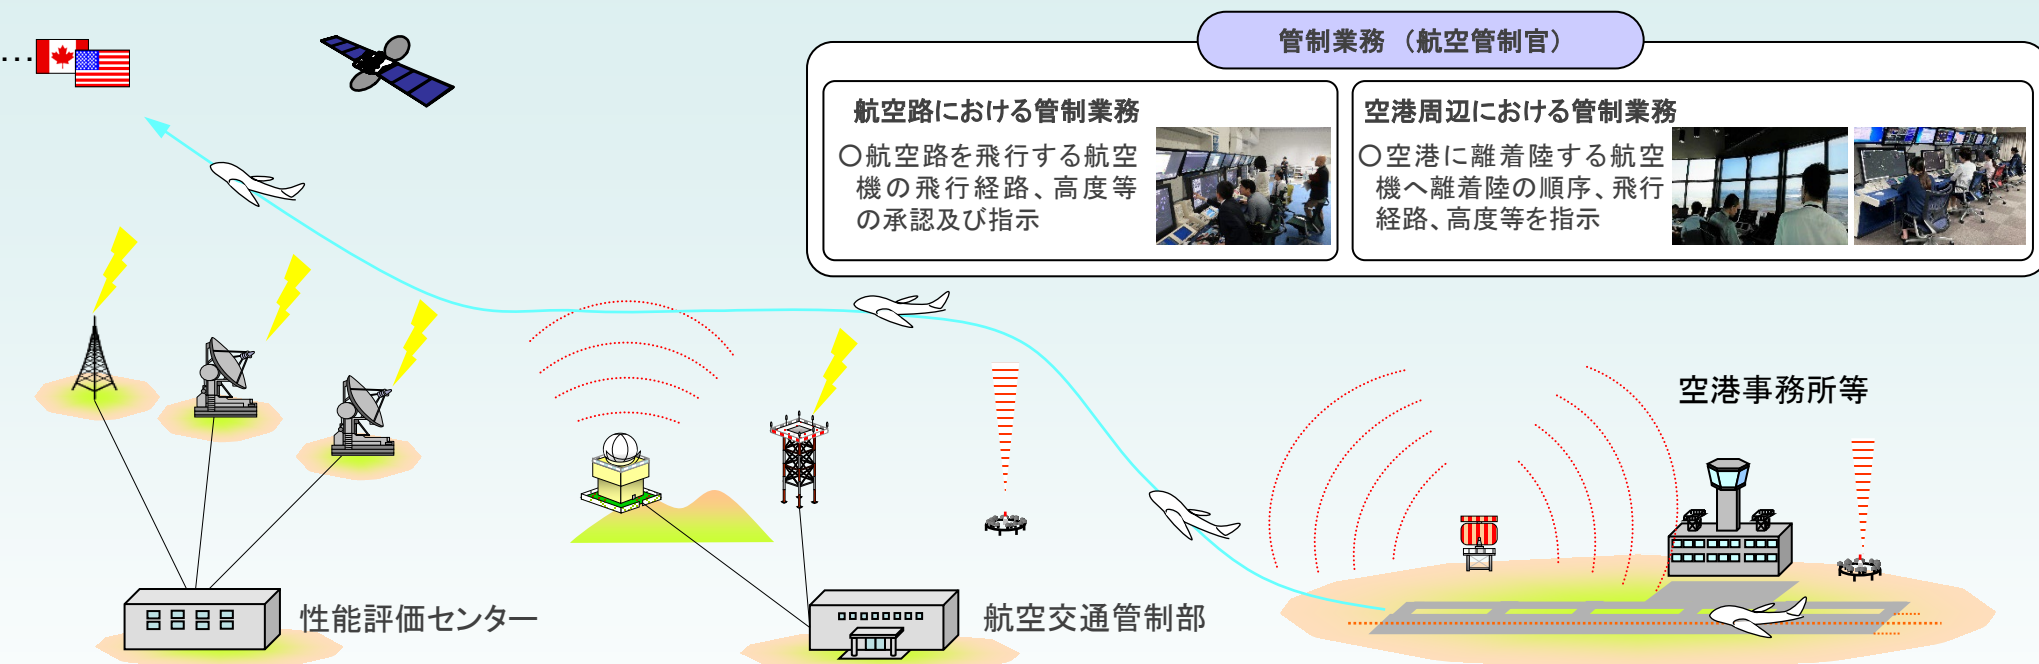 管制業務（航空管制官）
航空路における管制業務
〇航空路を飛行する航空
機の飛行経路、高度等
の承認及び指示
空港周辺における管制業務
〇空港に離着陸する航空
機へ離着陸の順序、飛行
経路、高度等を指示
…
空港事務所等
性能評価センター
航空交通管制部